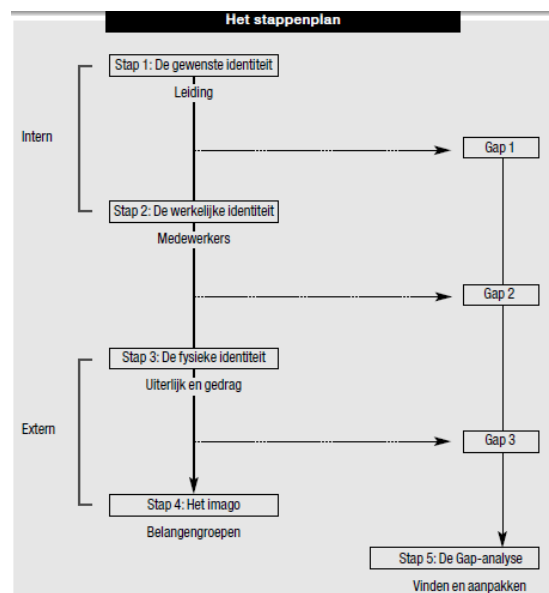 Het stappenplan
Stap 1: De gewenste identiteit
Leiding
Intern
Gap 1
Stap 2: De werkelijke identiteit
Medewerkers
Gap 2
Stap 3: De fysieke identiteit
Uiterlijk en gedrag
Extern
Gap 3
Stap 4: Het imago
Belangengroepen
Stap 5: De Gap-analyse
Vinden en aanpakken